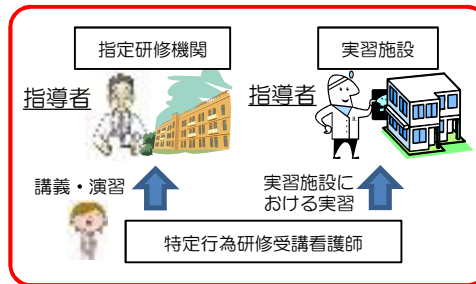 指定研修機関
実習施設
指導者
指導者
講義・演習
実習施設に
おける実習
特定行為研修受講看護師